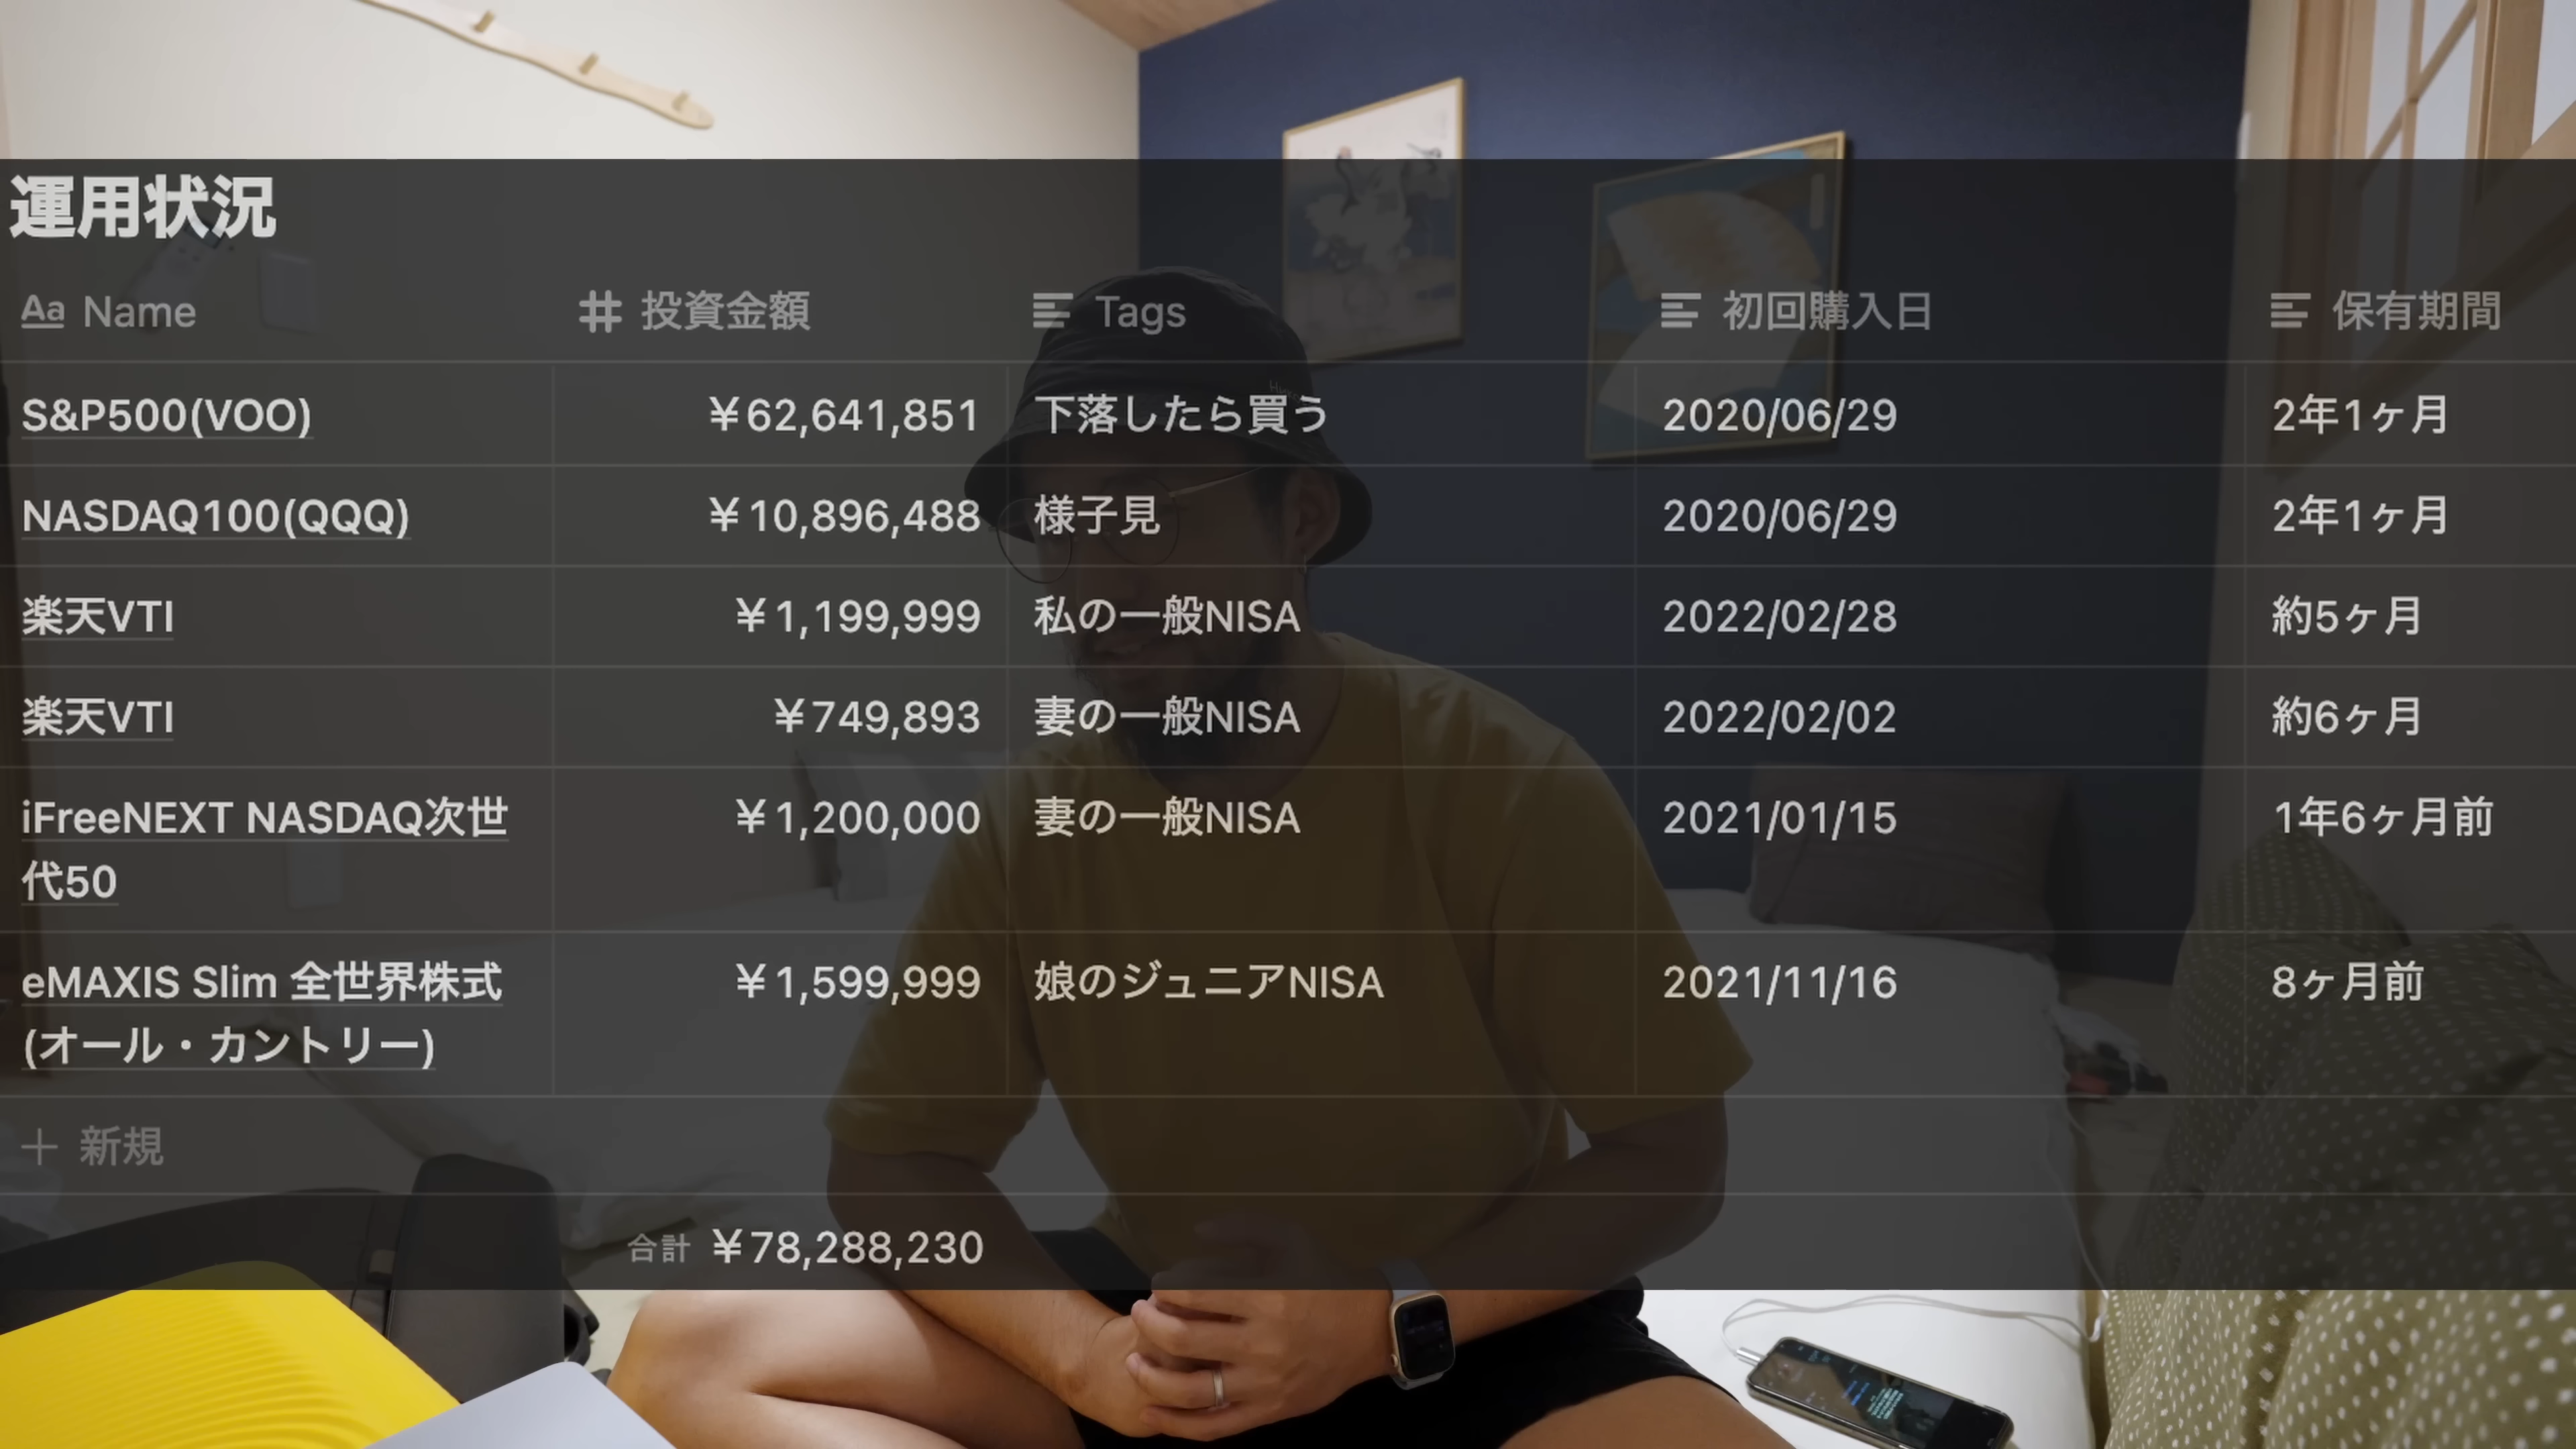 運用状況
Aa Name # 投資金額 Tags 初回購入日 保有期間
S&P500(VOO) ¥62,641,851 下落したら買う 2020/06/29 2年1ヶ月
NASDAQ100(QQQ) ¥10,896,488 様子見 2020/06/29 2年1ヶ月
楽天VTI ¥1,199,999 私の一般NISA 2022/02/28 約5ヶ月
楽天VTI ¥749,893 妻の一般NISA 2022/02/02 約6ヶ月
iFreeNEXT NASDAQ次世 ¥1,200,000 妻の一般NISA 2021/01/15 1年6ヶ月前
代50
eMAXIS Slim 全世界株式 ¥1,599,999 娘のジュニアNISA 2021/11/16 8ヶ月前
(オール・カントリー)
+ 新規
合計 ¥78,288,230